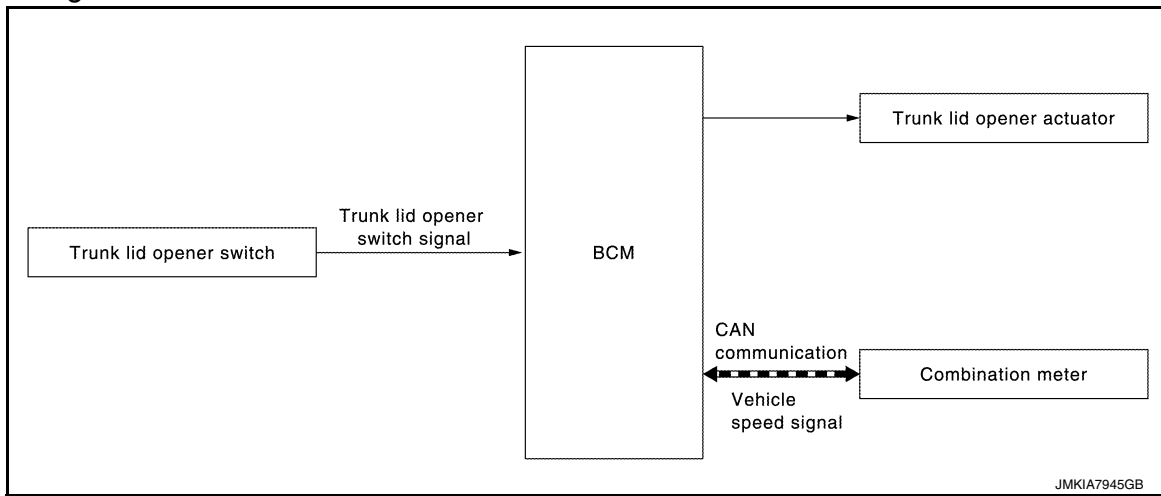 Trunk lid opener actuator
Trunk lid opener
switch signal
Trunk lid opener switch
BCM
CAN
communication
Combination meter
Vehicle
speed signal
JMKIA7945GB